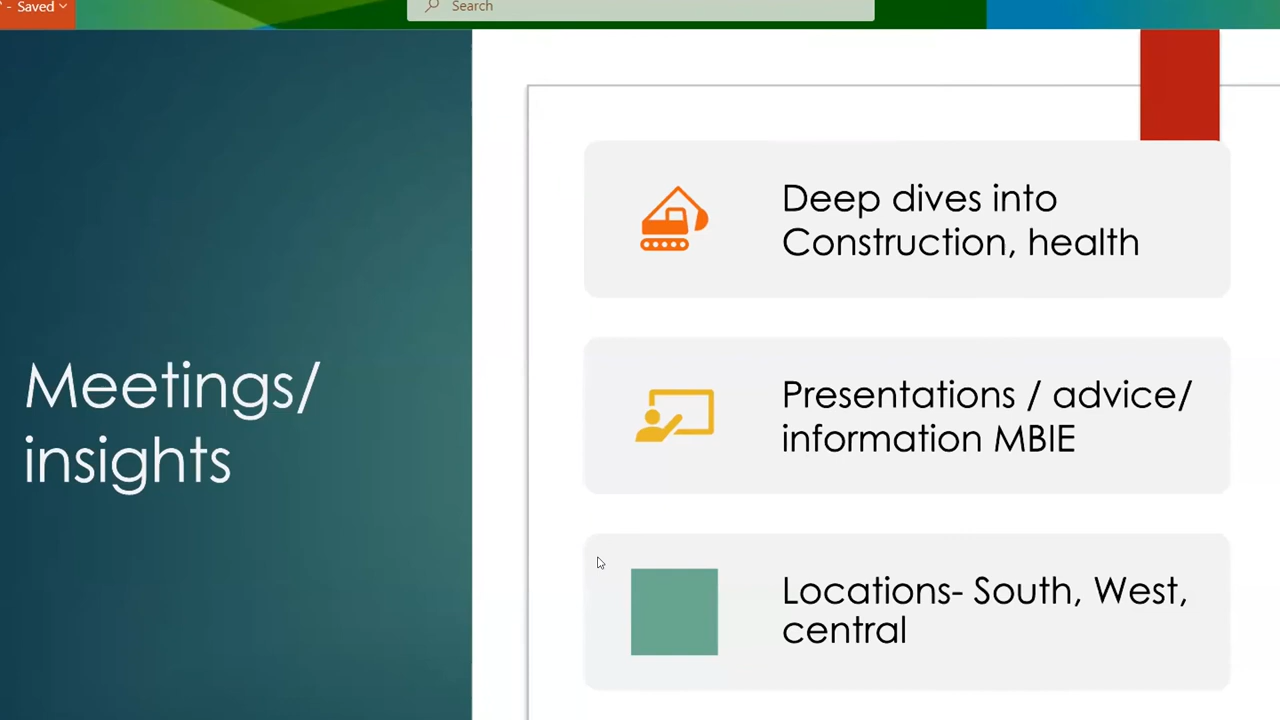 - Saved
Search
Meetings/
insights
Deep dives into
Construction, health
Presentations / advice/
information MBIE
Locations- South, West,
central